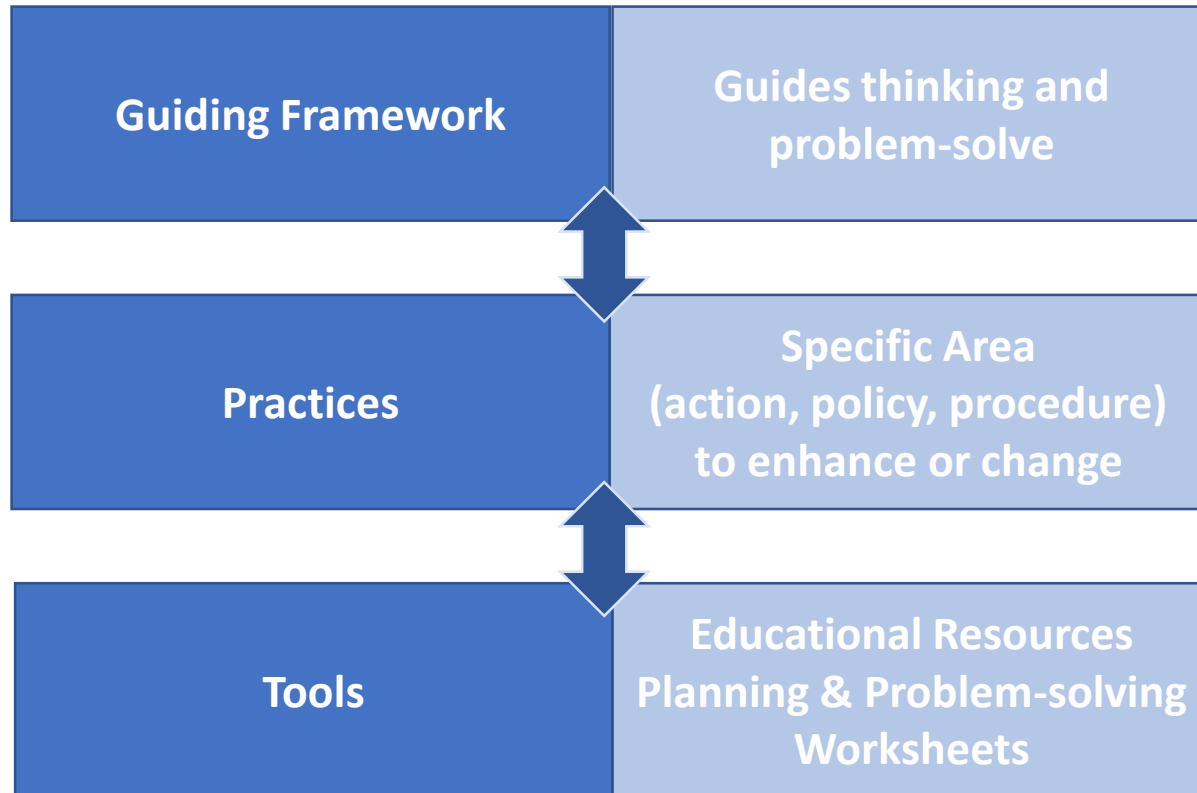 Guiding Framework
Guides thinking and
problem-solve
Practices
Specific Area
(action, policy, procedure)
to enhance or change
Tools
Educational Resources
Planning & Problem-solving
Worksheets